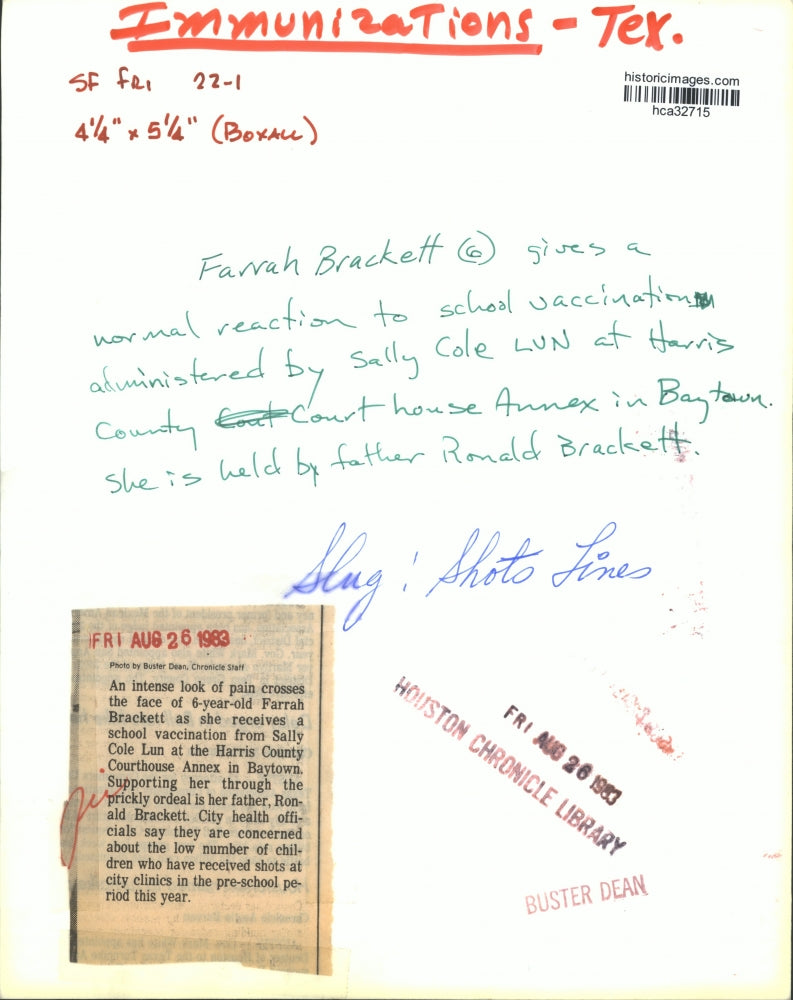 Immunizations - Tex.
SF FRI 22-1
4 1/4" x 5 1/4" (BOXALL)
historicimages.com
hca32715
Farrah Brackett (6) gives a
normal reaction to school vaccination
administered by Sally Cole LUN at Harris
County Court house Annex in Baytown.
She is held by father Ronald Brackett.
Slug: Shots Lines
FRI AUG 26 1983
Photo by Buster Dean, Chronicle Staff
An intense look of pain crosses
the face of 6-year-old Farrah
Brackett as she receives a
school vaccination from Sally
Cole Lun at the Harris County
Courthouse Annex in Baytown.
Supporting her through the
prickly ordeal is her father, Ron-
ald Brackett. City health offi-
cials say they are concerned
about the low number of chil-
dren who have received shots at
city clinics in the pre-school pe-
riod this year.
FRI AUG 26 1983
HOUSTON CHRONICLE LIBRARY
BUSTER DEAN